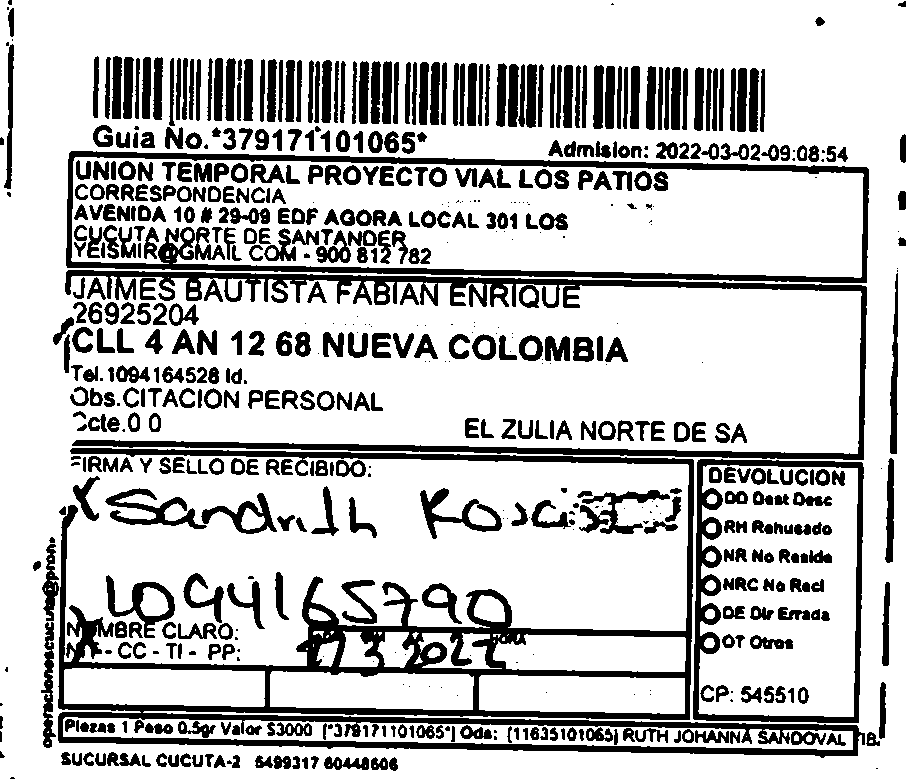 Guia No.*379171101065*
Admision: 2022-03-02-09:08:54
UNION TEMPORAL PROYECTO VIAL LOS PATIOS
CORRESPONDENCIA
AVENIDA 10 # 29-09 EDF AGORA LOCAL 301 LOS
CUCUTA NORTE DE SANTANDER
YEISMIR@GMAIL COM - 900 812 782
JAIMES BAUTISTA FABIAN ENRIQUE
26925204
CLL 4 AN 12 68 NUEVA COLOMBIA
Tel.1094164528 Id.
Obs.CITACION PERSONAL
Ccte.0 0
EL ZULIA NORTE DE SA
FIRMA Y SELLO DE RECIBIDO:
X Sandrith
1094165790
NOMBRE CLARO:
- CC - TI - PP:
3 2022
DEVOLUCION
DD Dest Desc
RH Rehusado
NR No Reside
NRC No Recl
DE Dir Errada
OT Otros
CP: 545510
operacionescucuta@pron
Piezas 1 Peso 0.5gr Valor $3000 [*379171101065*] Ods: [11635101065] RUTH JOHANNA SANDOVAL 18.
SUCURSAL CUCUTA-2 5499317 60448606